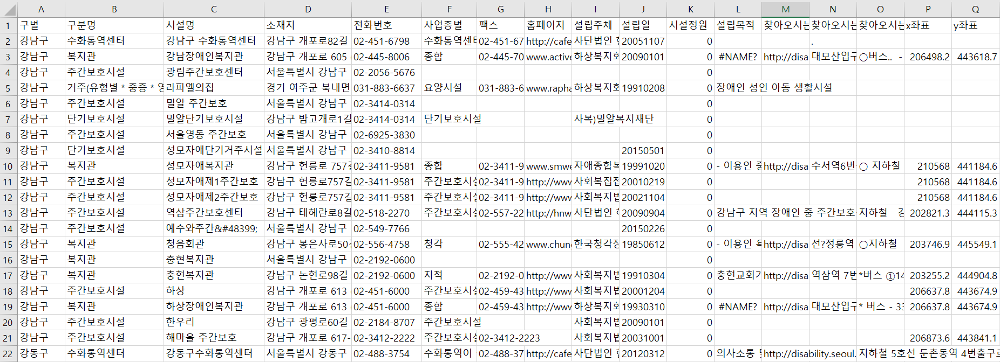 A B C D E F G H I J K L M N O P Q
1 구별 구분명 시설명 소재지 전화번호 사업종별 팩스 홈페이지 설립주체 설립일 시설정원 설립목적 찾아오시는 찾아오시는 찾아오시는 x좌표 y좌표
2 강남구 수화통역센터 강남구 수화통역센터 강남구 개포로82길 02-451-6798 수화통역센터 02-451-67 http://cafe 사단법인 20051107 0 .
3 강남구 복지관 강남장애인복지관 강남구 개포로 605 02-445-8006 종합 02-445-70 www.active 하상복지회 20090101 0 #NAME? http://disa 대모산입구 ○버스.. - 206498.2 443618.7
4 강남구 주간보호시설 광림주간보호센터 서울특별시 강남구 02-2056-5676 0
5 강남구 거주(유형별 * 중증 * 영 라파엘의집 경기 여주군 북내면 031-883-6637 요양시설 031-883-6 www.rapha 하상복지회 19910208 0 장애인 성인 아동 생활시설
6 강남구 주간보호시설 밀알 주간보호 서울특별시 강남구 02-3414-0314 0
7 강남구 단기보호시설 밀알단기보호시설 강남구 밤고개로1길 02-3414-0314 단기보호시설 사복)밀알복지재단 0
8 강남구 주간보호시설 서울영동 주간보호 서울특별시 강남구 02-6925-3830 0
9 강남구 단기보호시설 성모자애단기거주시설 서울특별시 강남구 02-3410-8814 20150501 0
10 강남구 복지관 성모자애복지관 강남구 헌릉로 757길 02-3411-9581 종합 02-3411-9 www.smwe 자애종합복 19991020 0 - 이용인 중 http://disa 수서역6번 ○ 지하철 210568 441184.6
11 강남구 주간보호시설 성모자애제1주간보호 강남구 헌릉로757길 02-3411-9581 주간보호시설 02-3411-9 http://www 사회복집접 20010219 0 210568 441184.6
12 강남구 주간보호시설 성모자애제2주간보호 강남구 헌릉로757길 02-3411-9581 주간보호시설 02-3411-9 http://www 사회복지법 20021104 0 210568 441184.6
13 강남구 주간보호시설 역삼주간보호센터 강남구 테헤란로8길 02-518-2270 주간보호시설 02-557-22 http://hnw 사단법인 20090904 0 강남구 지역 장애인 중 주간보호 지하철 강 202821.3 444115.3
14 강남구 주간보호시설 예수와주간&#48399; 서울특별시 강남구 02-549-7766 20150226 0
15 강남구 복지관 청음회관 강남구 봉은사로50길 02-556-4758 청각 02-555-42 www.chung 한국청각장 19850612 0 - 이용인 http://disa 선?정릉역 ○지하철 203746.9 445549.1
16 강남구 복지관 충현복지관 서울특별시 강남구 02-2192-0600 0
17 강남구 복지관 충현복지관 강남구 논현로98길 02-2192-0600 지적 02-2192-0 http://www 사회복지법 19910304 0 충현교회가 http://disa 역삼역 7번 *버스 ①14 203255.2 444904.8
18 강남구 주간보호시설 하상 강남구 개포로 613 02-451-6000 주간보호시설 02-459-43 http://www 사회복지법 20001204 0 206637.8 443674.9
19 강남구 복지관 하상장애인복지관 강남구 개포로 613 02-451-6000 종합 02-459-43 http://www 하상복지회 19930310 0 #NAME? http://disa 대모산입구 * 버스 - 33 206637.8 443674.9
20 강남구 주간보호시설 한우리 강남구 광평로60길 02-2184-8707 주간보호시설 사회복지법 20090101 0
21 강남구 주간보호시설 해마을 주간보호 강남구 개포로 617- 02-3412-2222 주간보호시설 02-3412-2223 사회복지법 20031001 0 206873.6 443841.1
22 강동구 수화통역센터 강동구수화통역센터 서울특별시 강동구 02-488-3754 수화통역이 02-488-37 http://cafe 사단법인 20120312 0 의사소통 http://disability.seoul. 지하철 5호선 둔촌동역 4번출구로